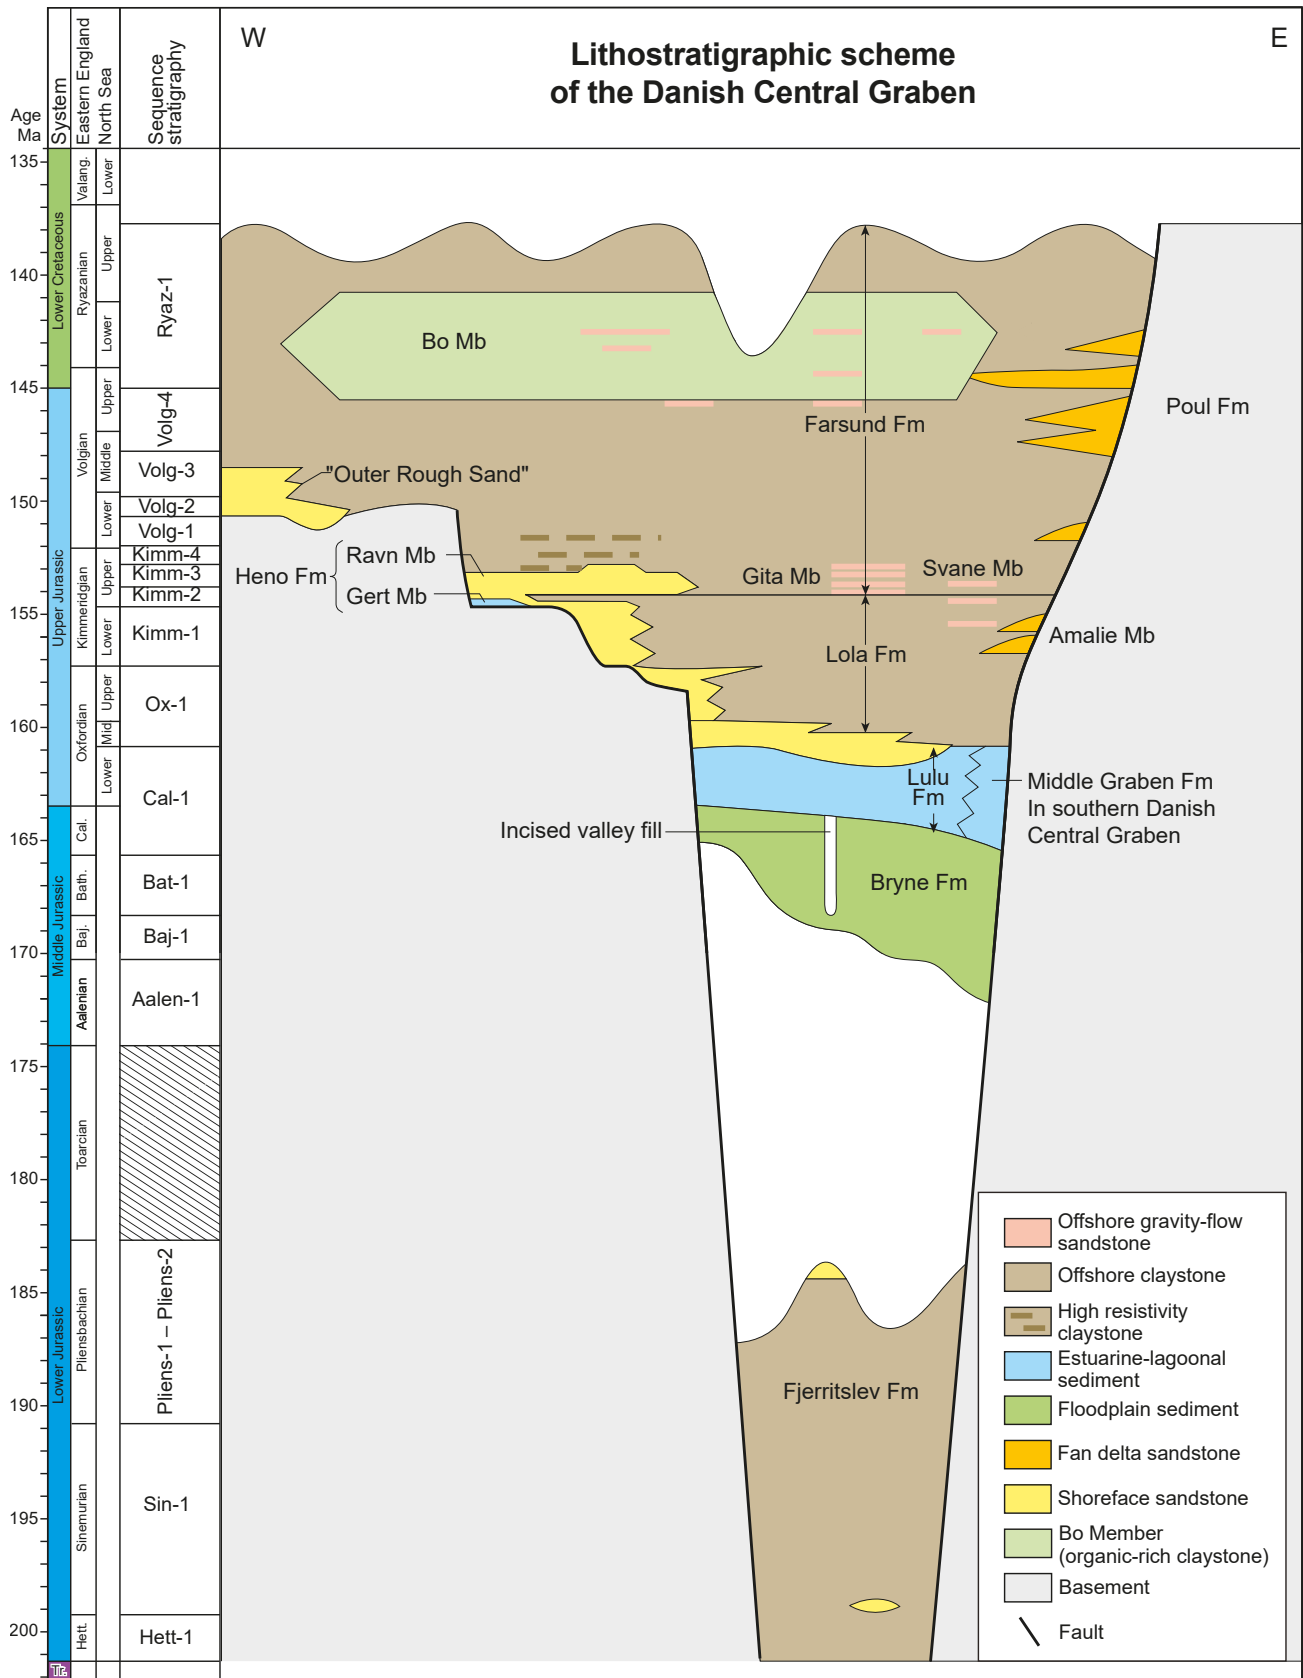 W
Lithostratigraphic scheme
of the Danish Central Graben
E
Age
Ma
System
Eastern England
North Sea
Sequence
stratigraphy
135
140
145
150
155
160
165
170
175
180
185
190
195
200
Lower Cretaceous
Upper Jurassic
Middle Jurassic
Lower Jurassic
Tr.
Valang.
Ryazanian
Volgian
Kimmeridgian
Oxfordian
Cal.
Bath.
Baj.
Aalenian
Toarcian
Pliensbachian
Sinemurian
Hett.
Lower
Upper
Lower
Upper
Middle
Lower
Upper
Lower
Upper
Mid.
Lower
Ryaz-1
Volg-4
Volg-3
Volg-2
Volg-1
Kimm-4
Kimm-3
Kimm-2
Kimm-1
Ox-1
Cal-1
Bat-1
Baj-1
Aalen-1
Pliens-1 – Pliens-2
Sin-1
Hett-1
Bo Mb
Farsund Fm
Poul Fm
"Outer Rough Sand"
Heno Fm
Ravn Mb
Gert Mb
Gita Mb
Svane Mb
Amalie Mb
Lola Fm
Lulu
Fm
Middle Graben Fm
In southern Danish
Central Graben
Incised valley fill
Bryne Fm
Fjerritslev Fm
Offshore gravity-flow
sandstone
Offshore claystone
High resistivity
claystone
Estuarine-lagoonal
sediment
Floodplain sediment
Fan delta sandstone
Shoreface sandstone
Bo Member
(organic-rich claystone)
Basement
Fault